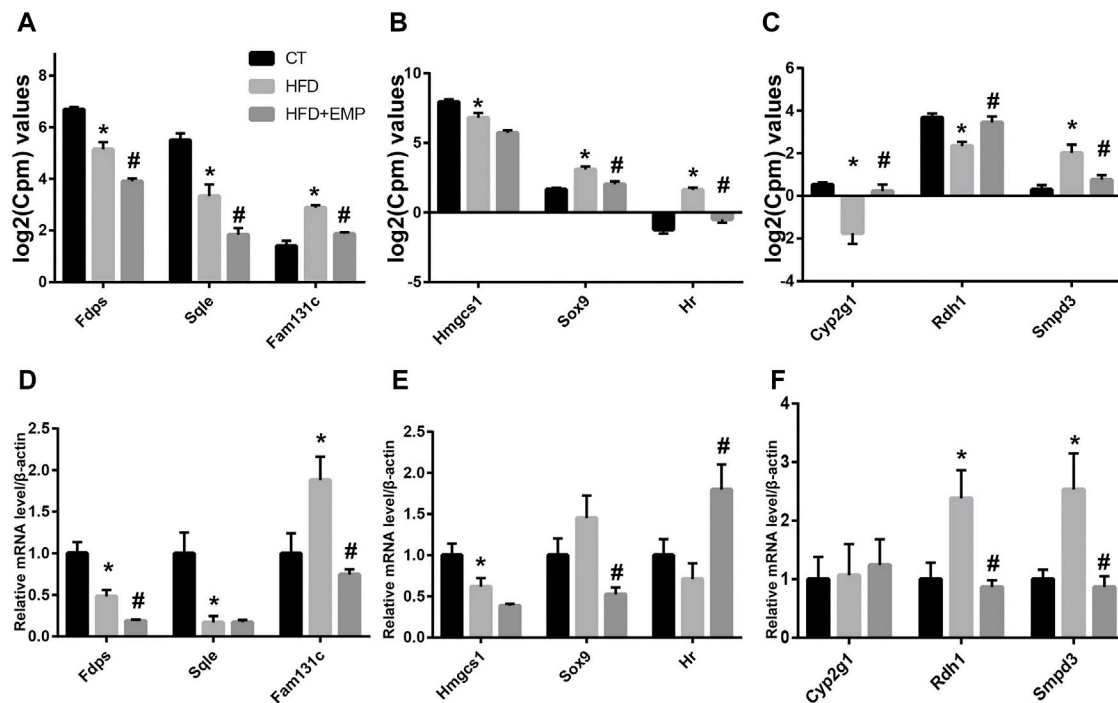 A
log2(Cpm) values
8
6
4
2
0
*
#
*
#
*
#
CT
HFD
HFD+EMP
Fdps
Sqle
Fam131c
B
log2(Cpm) values
10
5
0
-5
*
*
#
*
#
Hmgcs1
Sox9
Hr
C
log2(Cpm) values
6
4
2
0
-2
-4
*
#
*
#
*
#
Cyp2g1
Rdh1
Smpd3
D
Relative mRNA level/β-actin
2.5
2.0
1.5
1.0
0.5
0.0
*
#
*
*
#
Fdps
Sqle
Fam131c
E
Relative mRNA level/β-actin
2.5
2.0
1.5
1.0
0.5
0.0
*
#
#
Hmgcs1
Sox9
Hr
F
Relative mRNA level/β-actin
4
3
2
1
0
*
#
*
#
Cyp2g1
Rdh1
Smpd3